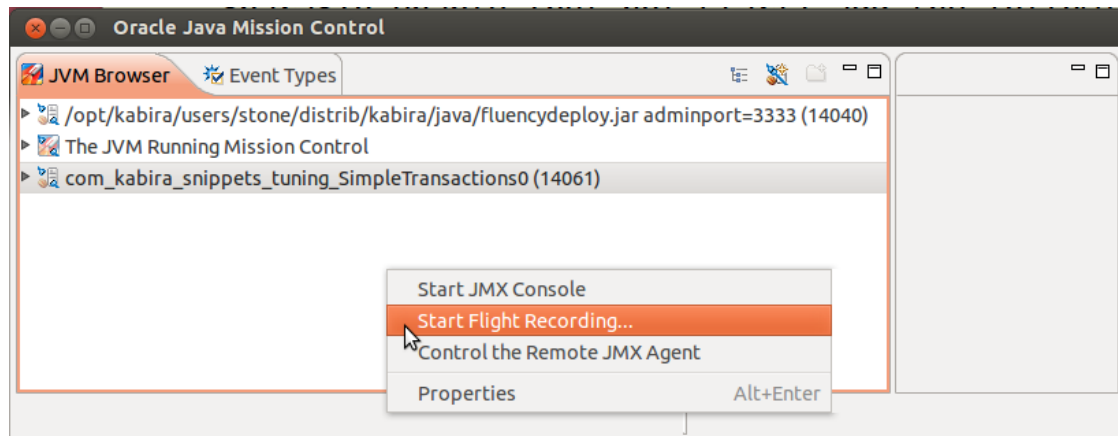 Oracle Java Mission Control
JVM Browser Event Types
/opt/kabira/users/stone/distrib/kabira/java/fluencydeploy.jar adminport=3333 (14040)
The JVM Running Mission Control
com_kabira_snippets_tuning_SimpleTransactions0 (14061)
Start JMX Console
Start Flight Recording...
Control the Remote JMX Agent
Properties Alt+Enter